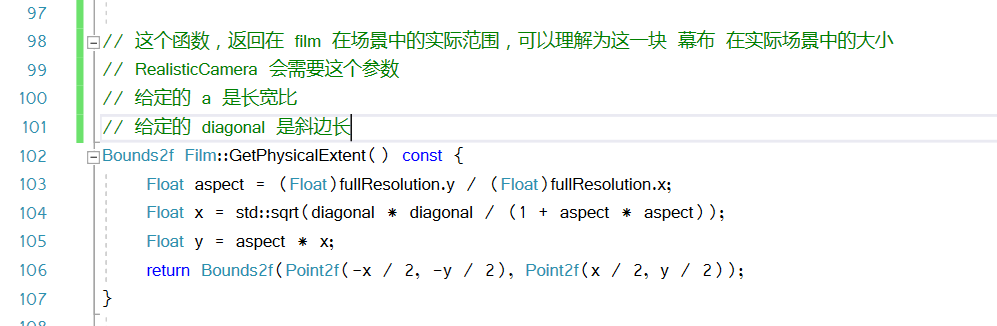 97
98 // 这个函数，返回在 film 在场景中的实际范围，可以理解为这一块 幕布 在实际场景中的大小
99 // RealisticCamera 会需要这个参数
100 // 给定的 a 是长宽比
101 // 给定的 diagonal 是斜边长
102 Bounds2f Film::GetPhysicalExtent() const {
103 Float aspect = (Float)fullResolution.y / (Float)fullResolution.x;
104 Float x = std::sqrt(diagonal * diagonal / (1 + aspect * aspect));
105 Float y = aspect * x;
106 return Bounds2f(Point2f(-x / 2, -y / 2), Point2f(x / 2, y / 2));
107 }
108